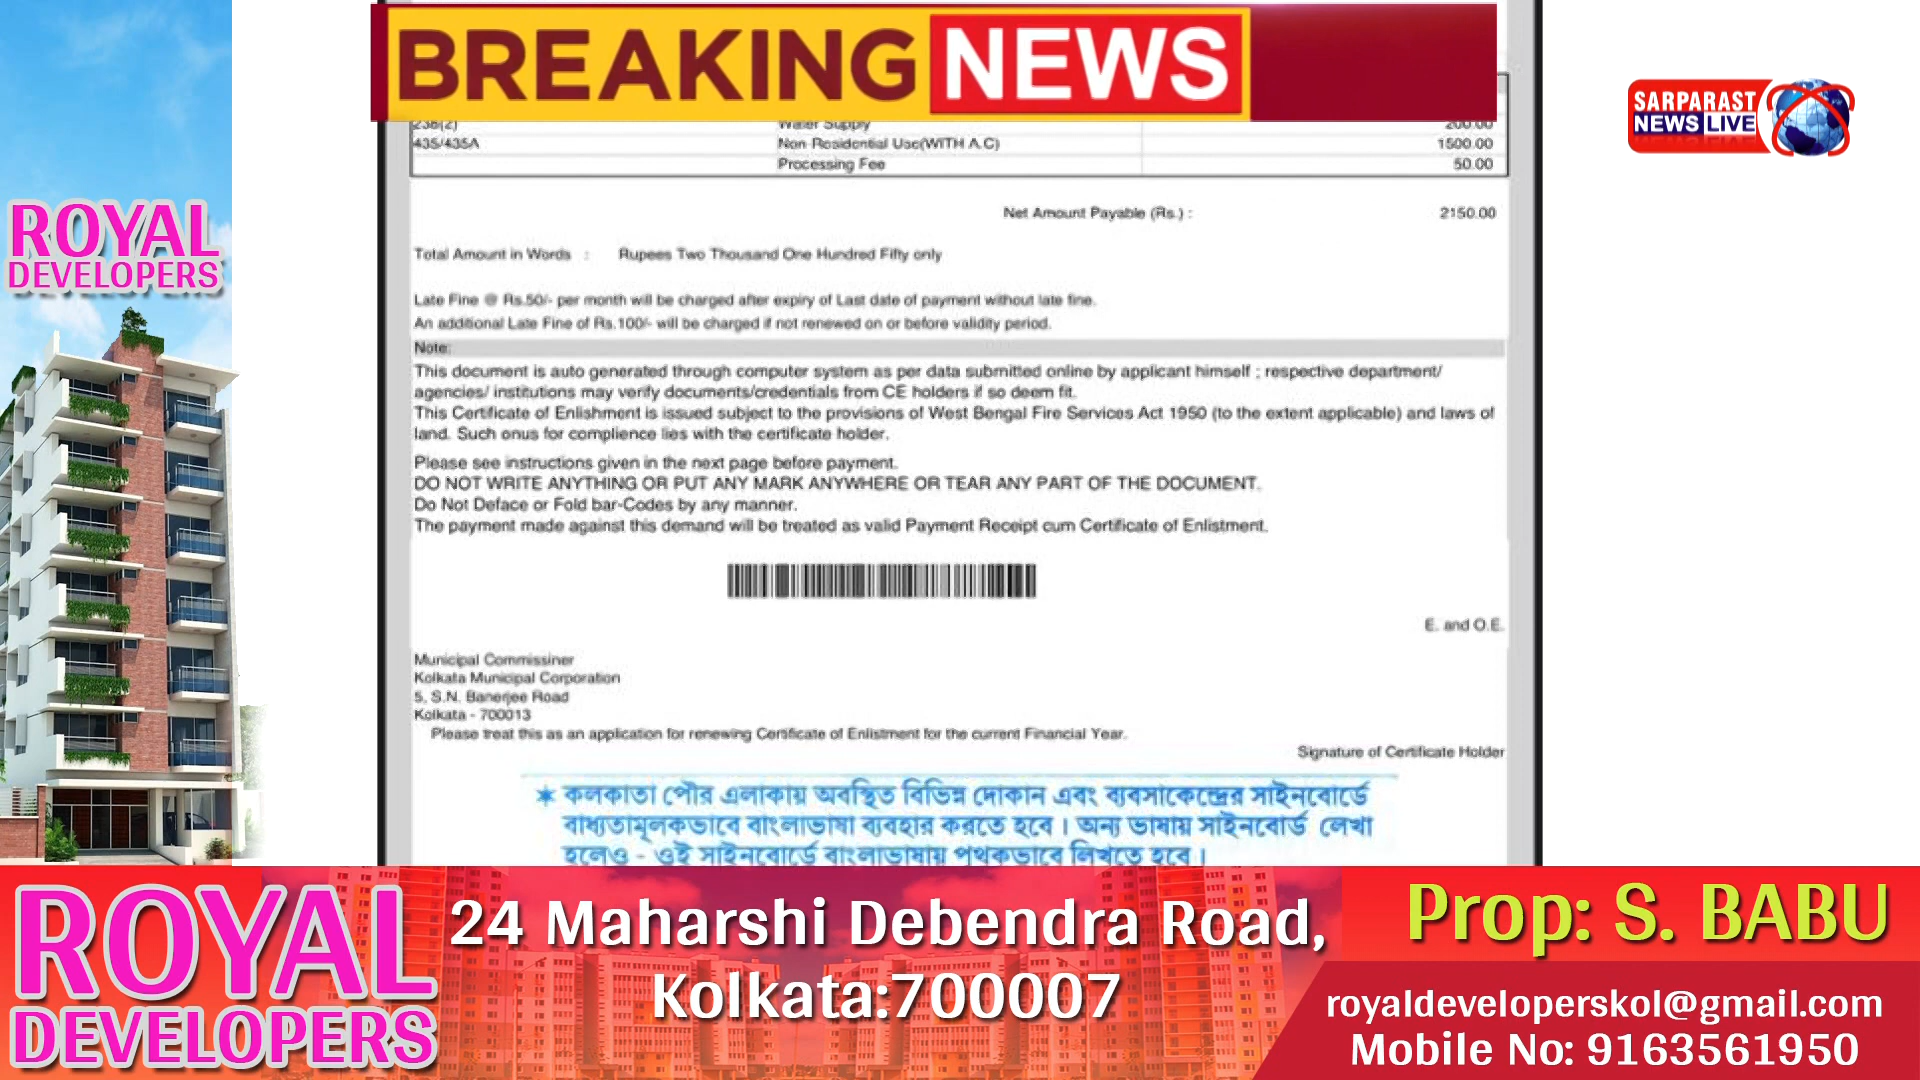 BREAKING NEWS
SARPARAST
NEWS LIVE
ROYAL
DEVELOPERS
236(2) Water Supply 200.00
435/435A Non-Residential Use(WITH A.C) 1500.00
Processing Fee 50.00
Net Amount Payable (Rs.) : 2150.00
Total Amount in Words : Rupees Two Thousand One Hundred Fifty only
Late Fine @ Rs.50/- per month will be charged after expiry of Last date of payment without late fine.
An additional Late Fine of Rs.100/- will be charged if not renewed on or before validity period.
Note:
This document is auto generated through computer system as per data submitted online by applicant himself ; respective department/
agencies/ institutions may verify documents/credentials from CE holders if so deem fit.
This Certificate of Enlishment is issued subject to the provisions of West Bengal Fire Services Act 1950 (to the extent applicable) and laws of
land. Such onus for complience lies with the certificate holder.
Please see instructions given in the next page before payment.
DO NOT WRITE ANYTHING OR PUT ANY MARK ANYWHERE OR TEAR ANY PART OF THE DOCUMENT.
Do Not Deface or Fold bar-Codes by any manner.
The payment made against this demand will be treated as valid Payment Receipt cum Certificate of Enlistment.
E. and O.E.
Municipal Commissiner
Kolkata Municipal Corporation
5, S.N. Banerjee Road
Kolkata - 700013
Please treat this as an application for renewing Certificate of Enlistment for the current Financial Year.
Signature of Certificate Holder
* কলকাতা পৌর এলাকায় অবস্থিত বিভিন্ন দোকান এবং ব্যবসাকেন্দ্রের সাইনবোর্ডে
বাধ্যতামূলকভাবে বাংলাভাষা ব্যবহার করতে হবে। অন্য ভাষায় সাইনবোর্ড লেখা
হলেও - ওই সাইনবোর্ডে বাংলাভাষায় পৃথকভাবে লিখতে হবে।
ROYAL
DEVELOPERS
24 Maharshi Debendra Road,
Kolkata:700007
Prop: S. BABU
royaldeveloperskol@gmail.com
Mobile No: 9163561950